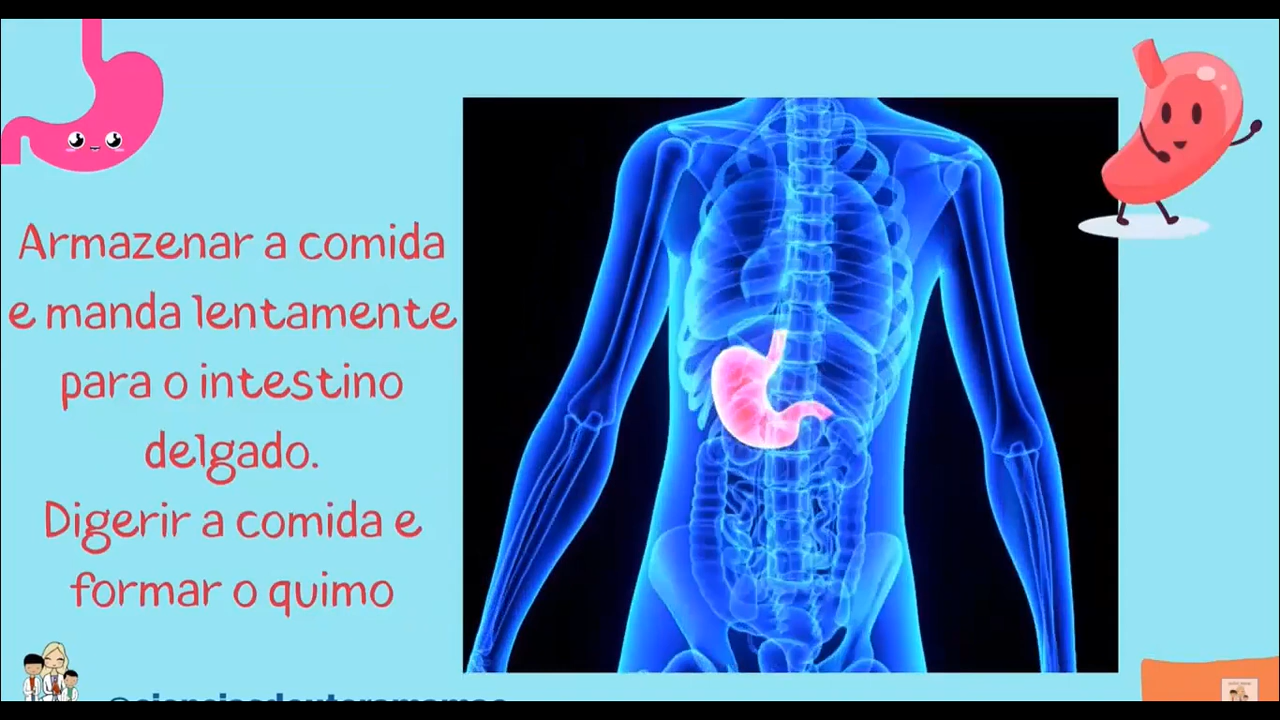 Armazenar a comida
e manda lentamente
para o intestino
delgado.
Digerir a comida e
formar o quimo